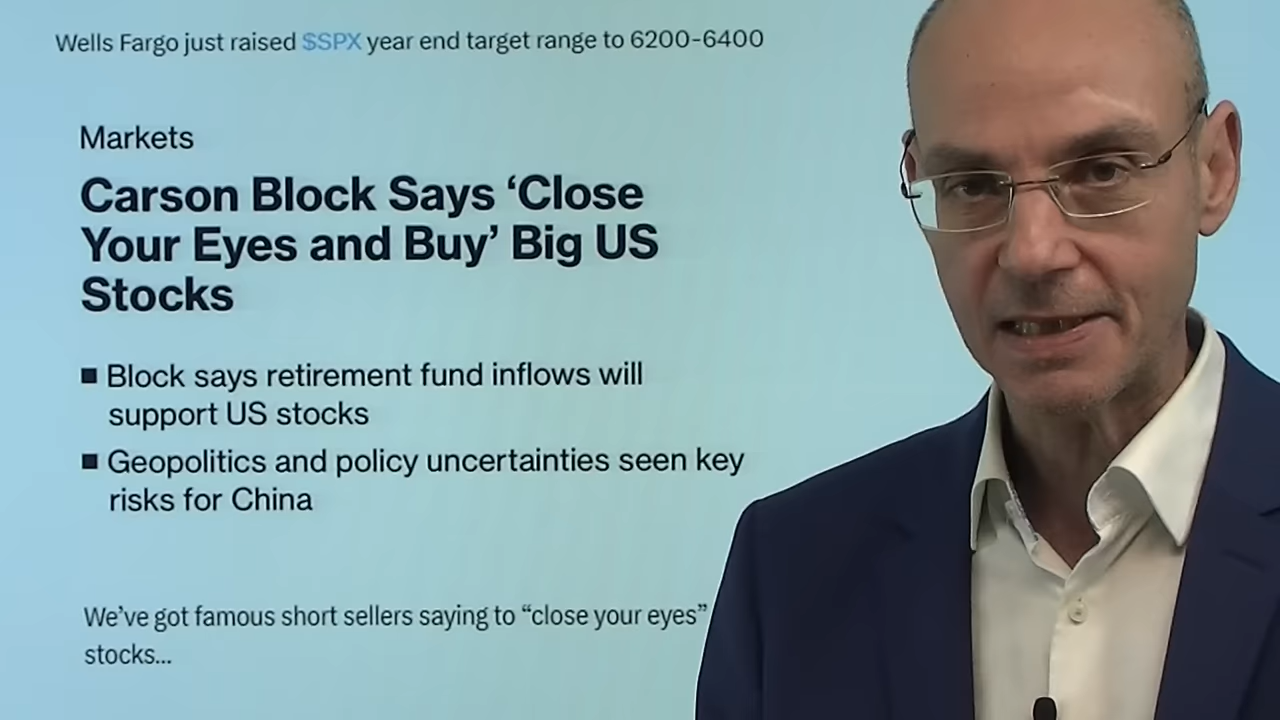 Wells Fargo just raised $SPX year end target range to 6200-6400
Markets
Carson Block Says ‘Close
Your Eyes and Buy’ Big US
Stocks
■ Block says retirement fund inflows will
support US stocks
■ Geopolitics and policy uncertainties seen key
risks for China
We’ve got famous short sellers saying to “close your eyes”
stocks...